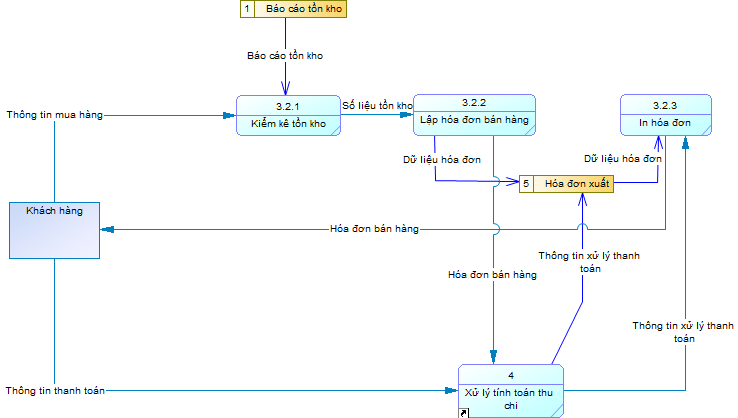 1 Báo cáo tồn kho
Báo cáo tồn kho
Thông tin mua hàng
3.2.1
Kiểm kê tồn kho
Số liệu tồn kho
3.2.2
Lập hóa đơn bán hàng
3.2.3
In hóa đơn
Dữ liệu hóa đơn
Dữ liệu hóa đơn
5 Hóa đơn xuất
Khách hàng
Hóa đơn bán hàng
Thông tin xử lý thanh
toán
Hóa đơn bán hàng
Thông tin xử lý thanh
toán
Thông tin thanh toán
4
Xử lý tính toán thu
chi